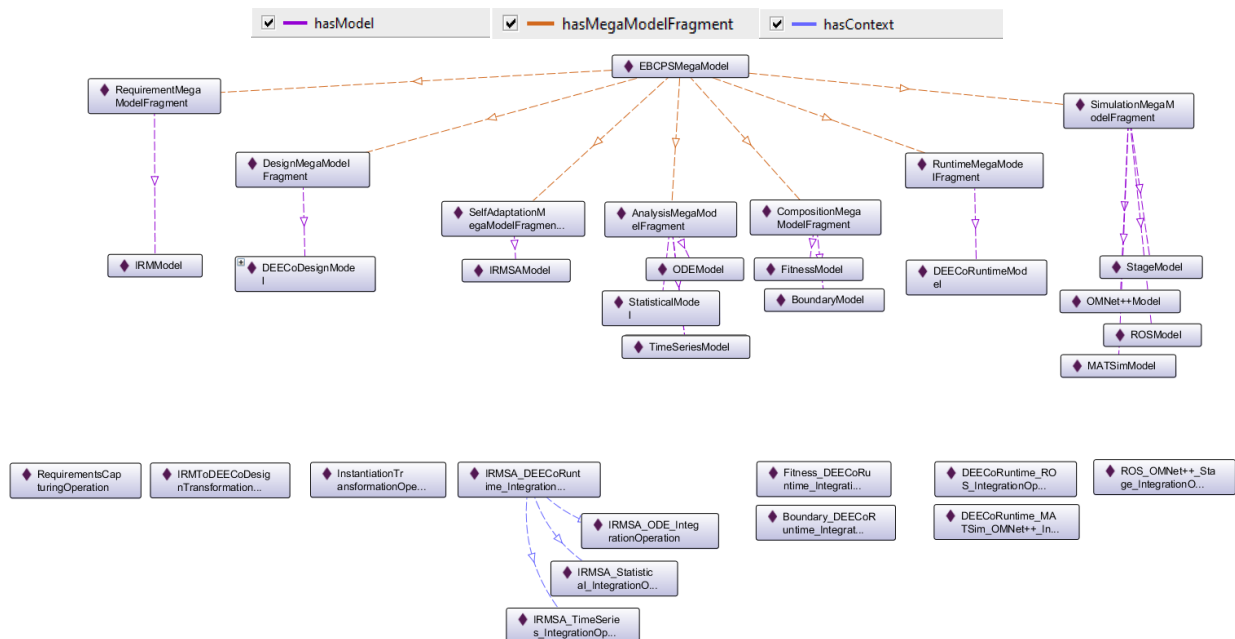 hasModel
hasMegaModelFragment
hasContext
EBCPSMegaModel
RequirementMega
ModelFragment
SimulationMegaM
odelFragment
DesignMegaModel
Fragment
RuntimeMegaMode
lFragment
SelfAdaptationM
egaModelFragmen...
AnalysisMegaMod
elFragment
CompositionMega
ModelFragment
IRMModel
DEECoDesignMode
l
IRMSAModel
ODEModel
FitnessModel
DEECoRuntimeMod
el
StageModel
StatisticalMode
l
BoundaryModel
OMNet++Model
TimeSeriesModel
ROSModel
MATSimModel
RequirementsCap
turingOperation
IRMToDEECoDesig
nTransformation...
InstantiationTr
ansformationOpe...
IRMSA_DEECoRunt
ime_Integration...
Fitness_DEECoRu
ntime_Integrati...
DEECoRuntime_RO
S_IntegrationOp...
ROS_OMNet++_Sta
ge_IntegrationO...
IRMSA_ODE_Integ
rationOperation
Boundary_DEECoR
untime_Integrat...
DEECoRuntime_MA
TSim_OMNet++_In...
IRMSA_Statistic
al_IntegrationO...
IRMSA_TimeSerie
s_IntegrationOp...